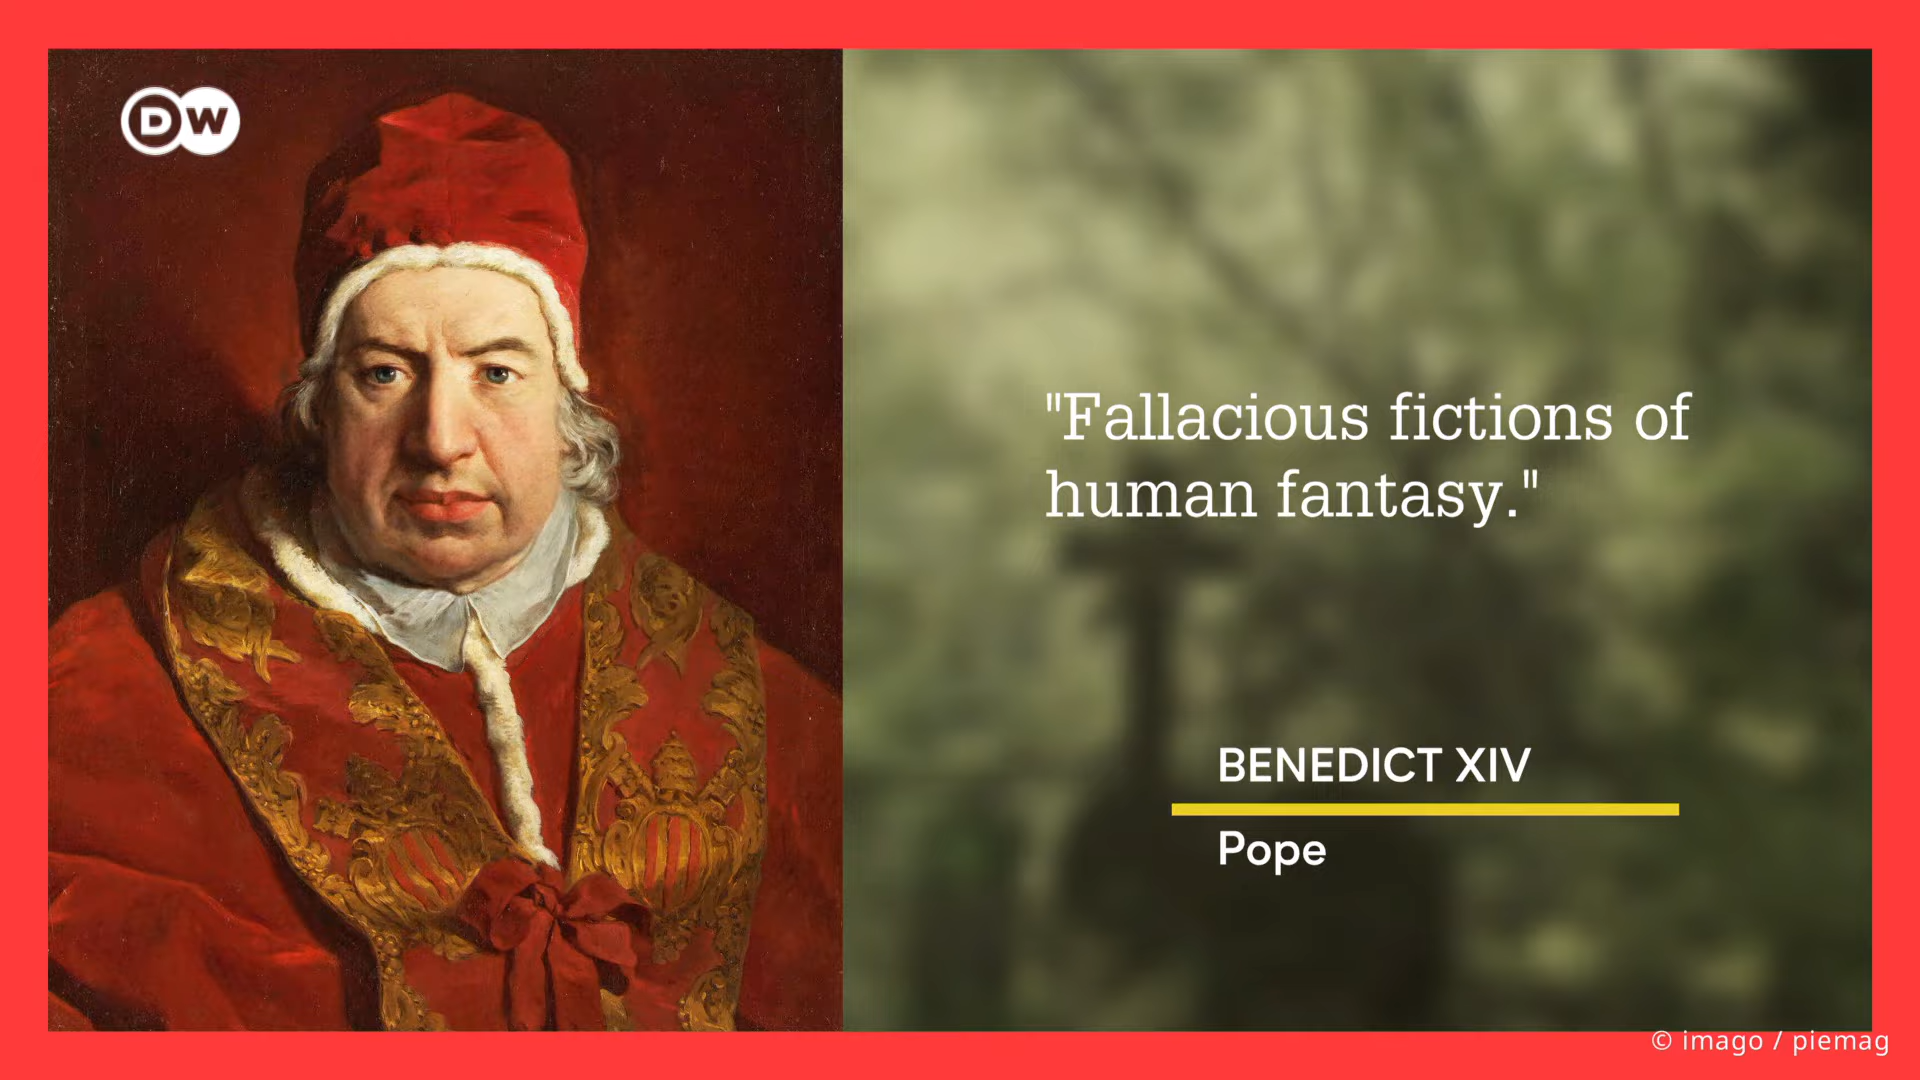 DW
"Fallacious fictions of
human fantasy."
BENEDICT XIV
Pope
© imago / piemag